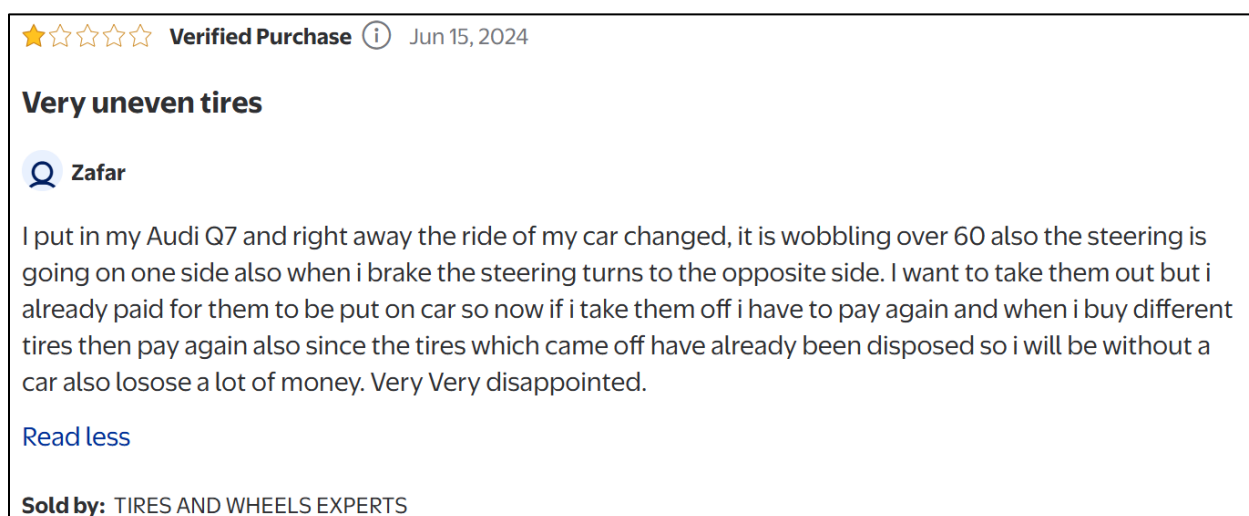 Verified Purchase Jun 15, 2024
Very uneven tires
Zafar
I put in my Audi Q7 and right away the ride of my car changed, it is wobbling over 60 also the steering is
going on one side also when i brake the steering turns to the opposite side. I want to take them out but i
already paid for them to be put on car so now if i take them off i have to pay again and when i buy different
tires then pay again also since the tires which came off have already been disposed so i will be without a
car also losose a lot of money. Very Very disappointed.
Read less
Sold by: TIRES AND WHEELS EXPERTS